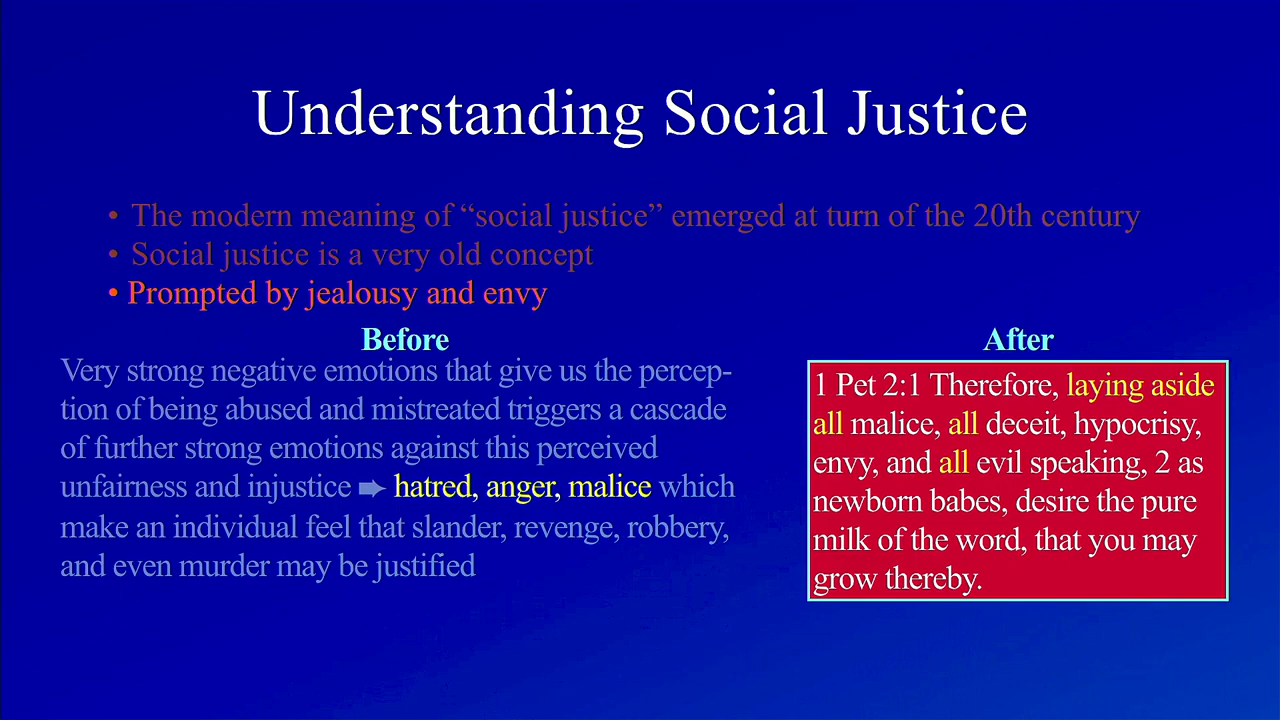 Understanding Social Justice
• The modern meaning of “social justice” emerged at turn of the 20th century
• Social justice is a very old concept
• Prompted by jealousy and envy
Before
Very strong negative emotions that give us the percep-
tion of being abused and mistreated triggers a cascade
of further strong emotions against this perceived
unfairness and injustice ➨ hatred, anger, malice which
make an individual feel that slander, revenge, robbery,
and even murder may be justified
After
1 Pet 2:1 Therefore, laying aside
all malice, all deceit, hypocrisy,
envy, and all evil speaking, 2 as
newborn babes, desire the pure
milk of the word, that you may
grow thereby.